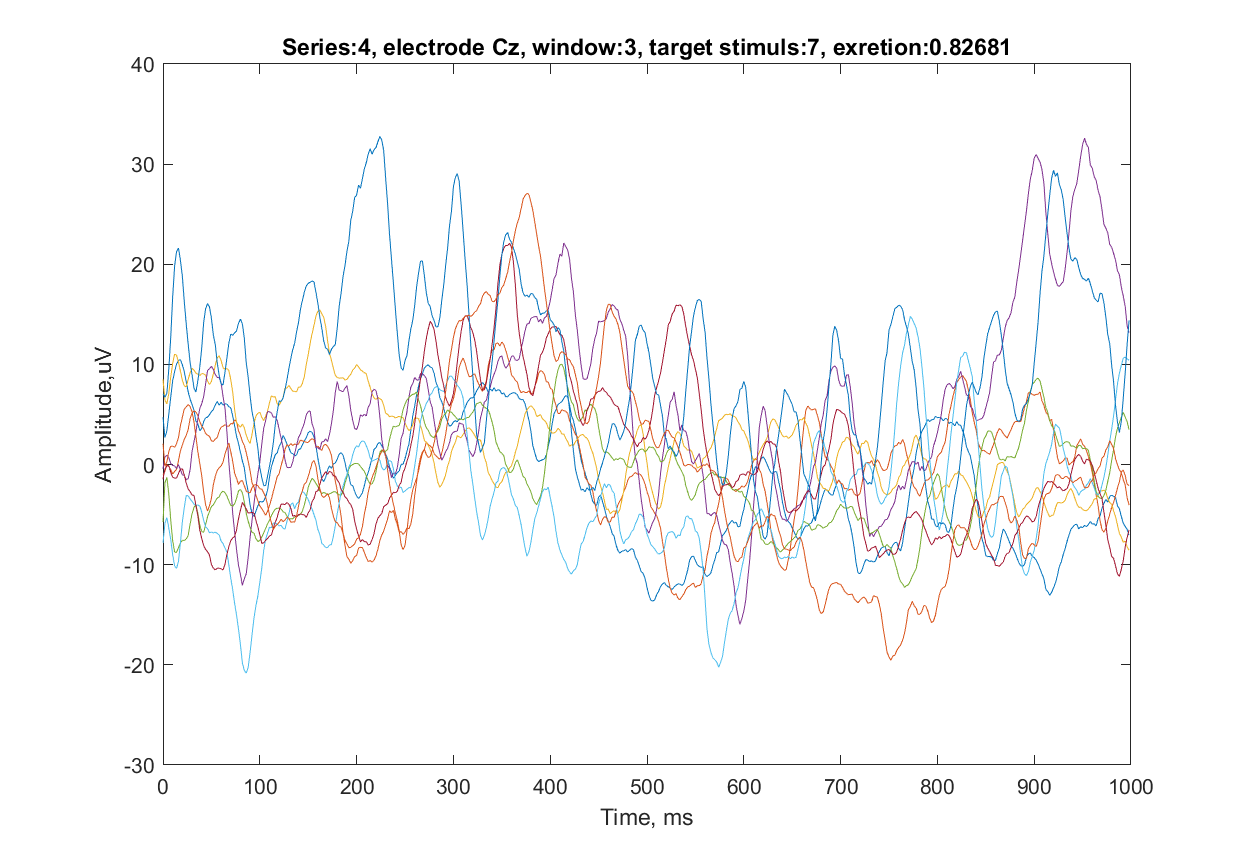 Series:4, electrode Cz, window:3, target stimuls:7, exretion:0.82681
40
30
20
10
0
-10
-20
-30
Amplitude,uV
0 100 200 300 400 500 600 700 800 900 1000
Time, ms